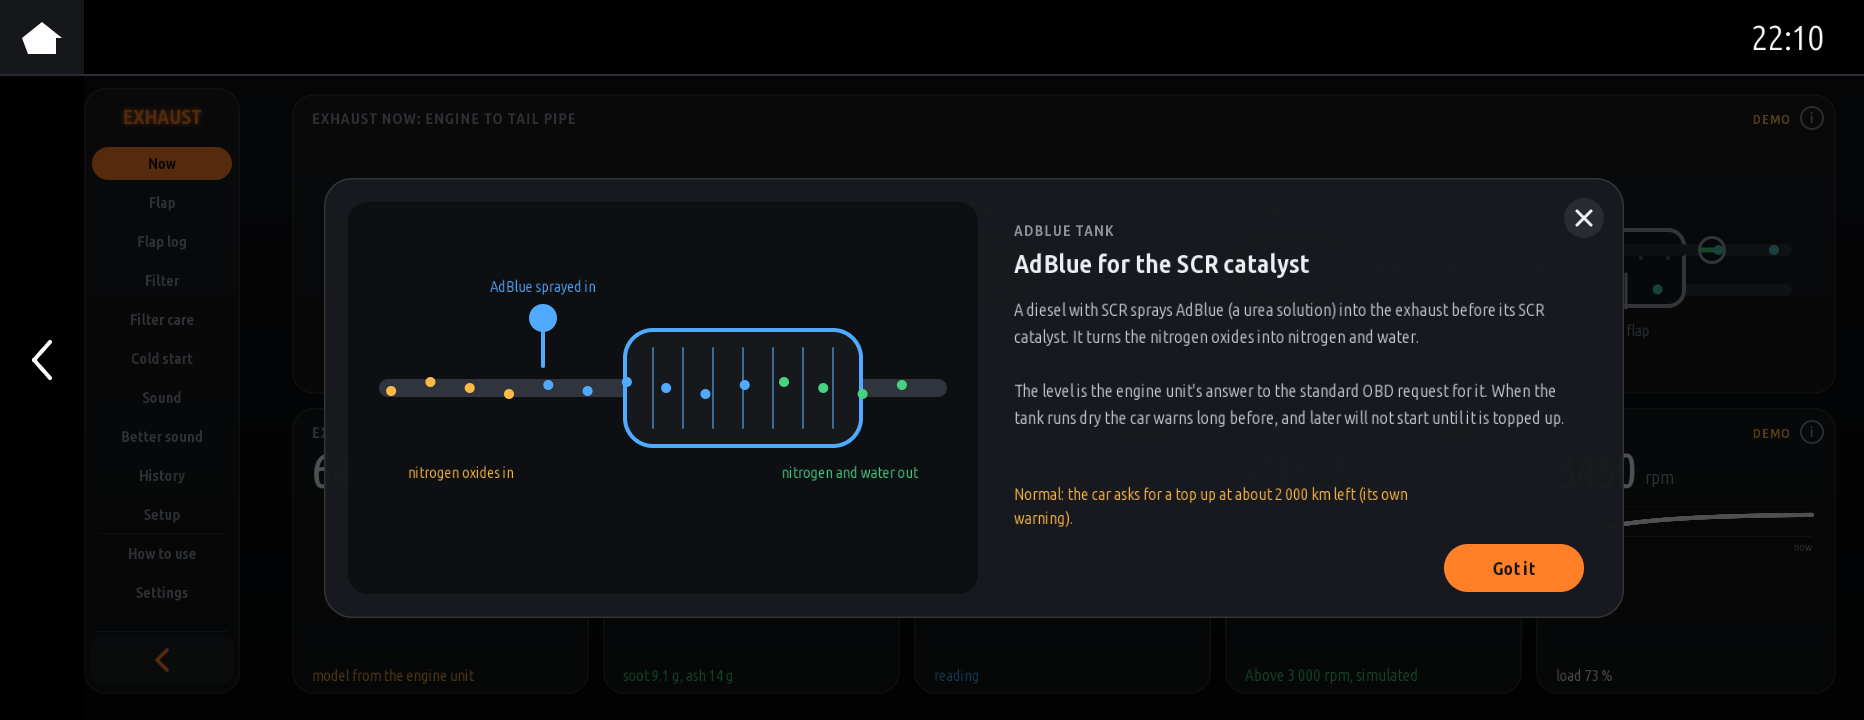 22:10
EXHAUST
Now
Flap
Flap log
Filter
Filter care
Cold start
Sound
Better sound
History
Setup
How to use
Settings
EXHAUST NOW: ENGINE TO TAIL PIPE
DEMO
i
flap
AdBlue sprayed in
nitrogen oxides in
nitrogen and water out
ADBLUE TANK
AdBlue for the SCR catalyst
A diesel with SCR sprays AdBlue (a urea solution) into the exhaust before its SCR
catalyst. It turns the nitrogen oxides into nitrogen and water.
The level is the engine unit's answer to the standard OBD request for it. When the
tank runs dry the car warns long before, and later will not start until it is topped up.
Normal: the car asks for a top up at about 2 000 km left (its own
warning).
Got it
DEMO
i
rpm
now
model from the engine unit
soot 9.1 g, ash 14 g
reading
Above 3 000 rpm, simulated
load 73 %